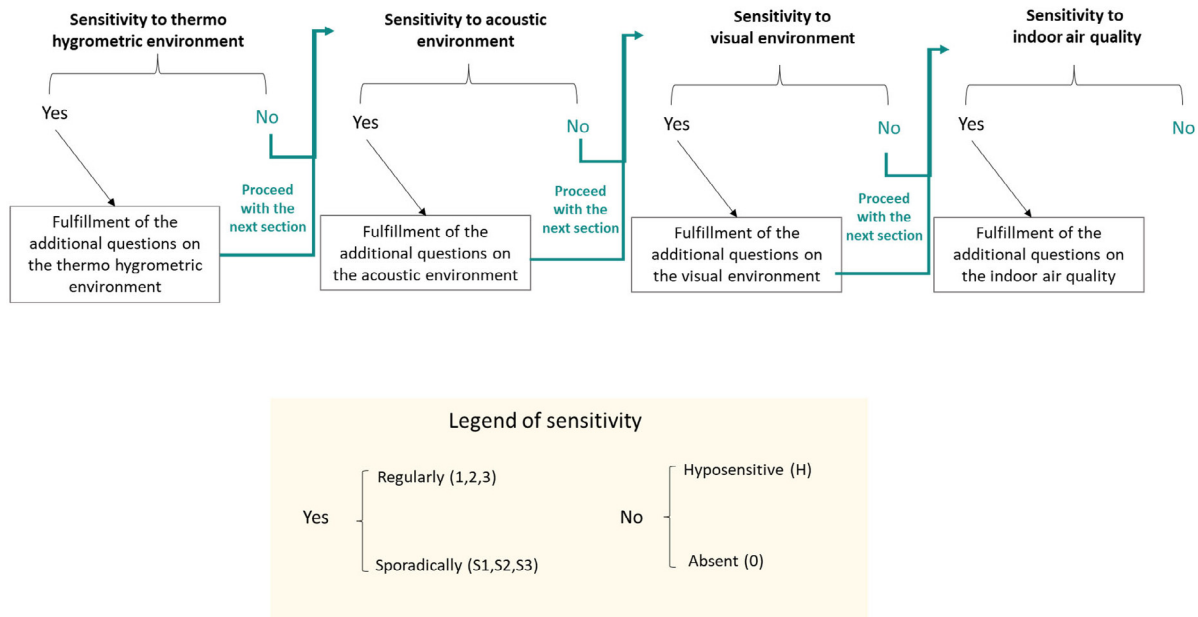 Sensitivity to thermo
hygrometric environment
Yes
No
Proceed
with the
next section
Fulfillment of the
additional questions on
the thermo hygrometric
environment
Sensitivity to acoustic
environment
Yes
No
Proceed
with the
next section
Fulfillment of the
additional questions on
the acoustic environment
Sensitivity to
visual environment
Yes
No
Proceed
with the
next section
Fulfillment of the
additional questions on
the visual environment
Sensitivity to
indoor air quality
Yes
No
Fulfillment of the
additional questions on
the indoor air quality
Legend of sensitivity
Yes
Regularly (1,2,3)
Sporadically (S1,S2,S3)
No
Hyposensitive (H)
Absent (0)